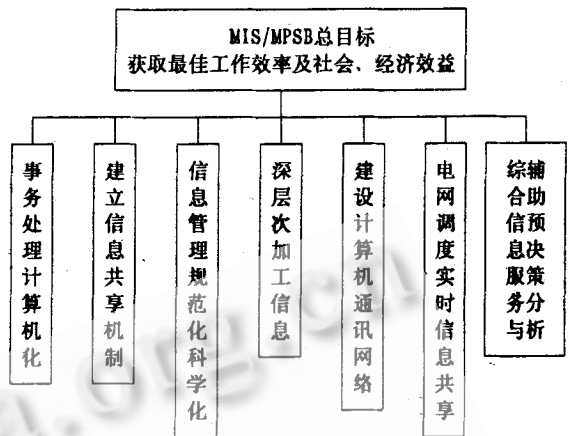 MIS/MPSB总目标
获取最佳工作效率及社会、经济效益
事务处理计算机化
建立信息共享机制
信息管理规范化科学化
深层次加工信息
建设计算机通讯网络
电网调度实时信息共享
综合信息服务与
辅助预决策分析